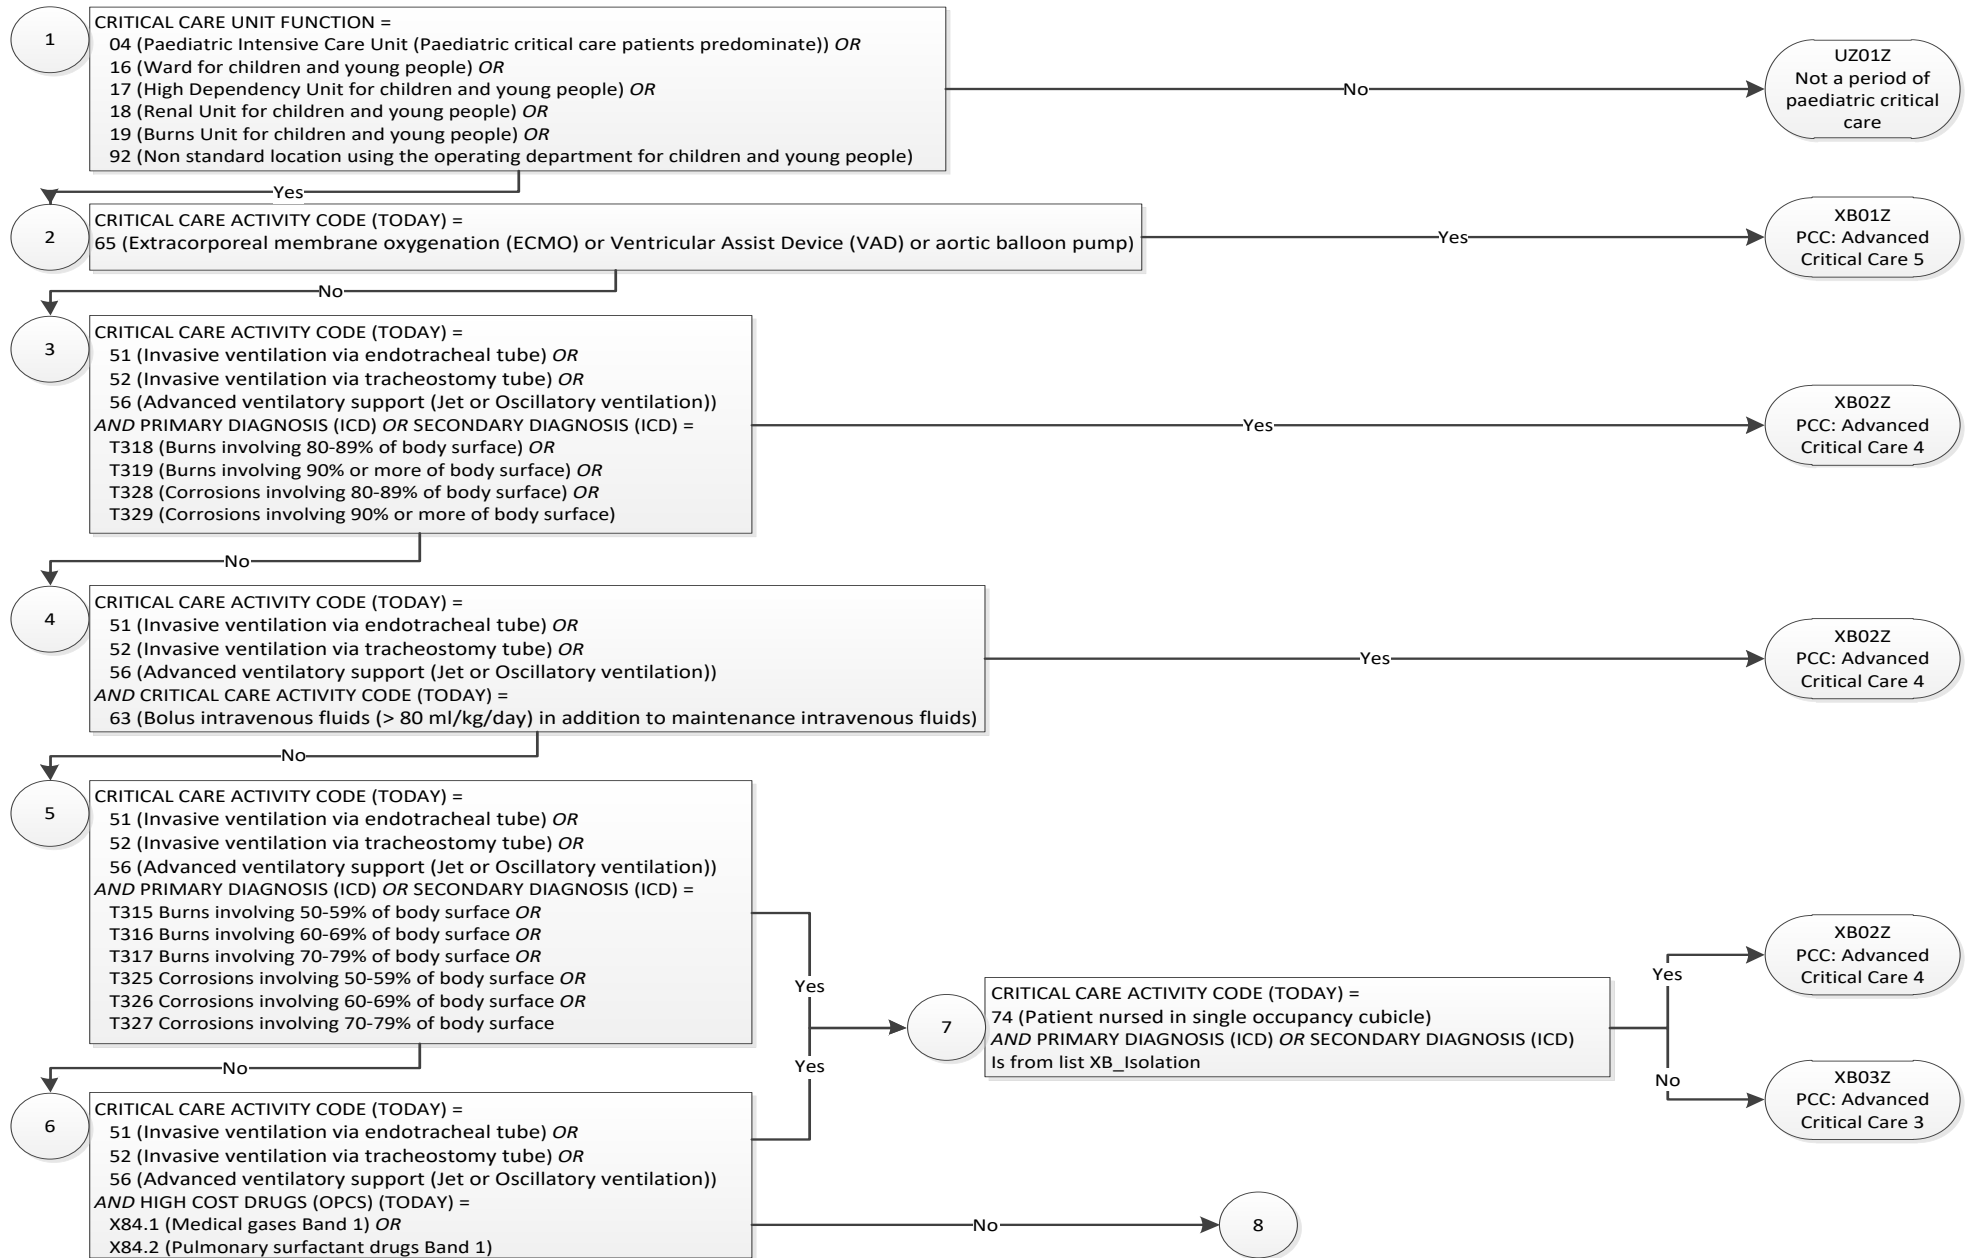 1
CRITICAL CARE UNIT FUNCTION =
04 (Paediatric Intensive Care Unit (Paediatric critical care patients predominate)) OR
16 (Ward for children and young people) OR
17 (High Dependency Unit for children and young people) OR
18 (Renal Unit for children and young people) OR
19 (Burns Unit for children and young people) OR
92 (Non standard location using the operating department for children and young people)
No
UZ01Z
Not a period of
paediatric critical
care
Yes
2
CRITICAL CARE ACTIVITY CODE (TODAY) =
65 (Extracorporeal membrane oxygenation (ECMO) or Ventricular Assist Device (VAD) or aortic balloon pump)
Yes
XB01Z
PCC: Advanced
Critical Care 5
No
3
CRITICAL CARE ACTIVITY CODE (TODAY) =
51 (Invasive ventilation via endotracheal tube) OR
52 (Invasive ventilation via tracheostomy tube) OR
56 (Advanced ventilatory support (Jet or Oscillatory ventilation))
AND PRIMARY DIAGNOSIS (ICD) OR SECONDARY DIAGNOSIS (ICD) =
T318 (Burns involving 80-89% of body surface) OR
T319 (Burns involving 90% or more of body surface) OR
T328 (Corrosions involving 80-89% of body surface) OR
T329 (Corrosions involving 90% or more of body surface)
Yes
XB02Z
PCC: Advanced
Critical Care 4
No
4
CRITICAL CARE ACTIVITY CODE (TODAY) =
51 (Invasive ventilation via endotracheal tube) OR
52 (Invasive ventilation via tracheostomy tube) OR
56 (Advanced ventilatory support (Jet or Oscillatory ventilation))
AND CRITICAL CARE ACTIVITY CODE (TODAY) =
63 (Bolus intravenous fluids (> 80 ml/kg/day) in addition to maintenance intravenous fluids)
Yes
XB02Z
PCC: Advanced
Critical Care 4
No
5
CRITICAL CARE ACTIVITY CODE (TODAY) =
51 (Invasive ventilation via endotracheal tube) OR
52 (Invasive ventilation via tracheostomy tube) OR
56 (Advanced ventilatory support (Jet or Oscillatory ventilation))
AND PRIMARY DIAGNOSIS (ICD) OR SECONDARY DIAGNOSIS (ICD) =
T315 Burns involving 50-59% of body surface OR
T316 Burns involving 60-69% of body surface OR
T317 Burns involving 70-79% of body surface OR
T325 Corrosions involving 50-59% of body surface OR
T326 Corrosions involving 60-69% of body surface OR
T327 Corrosions involving 70-79% of body surface
Yes
No
6
CRITICAL CARE ACTIVITY CODE (TODAY) =
51 (Invasive ventilation via endotracheal tube) OR
52 (Invasive ventilation via tracheostomy tube) OR
56 (Advanced ventilatory support (Jet or Oscillatory ventilation))
AND HIGH COST DRUGS (OPCS) (TODAY) =
X84.1 (Medical gases Band 1) OR
X84.2 (Pulmonary surfactant drugs Band 1)
Yes
7
CRITICAL CARE ACTIVITY CODE (TODAY) =
74 (Patient nursed in single occupancy cubicle)
AND PRIMARY DIAGNOSIS (ICD) OR SECONDARY DIAGNOSIS (ICD)
Is from list XB_Isolation
Yes
XB02Z
PCC: Advanced
Critical Care 4
No
XB03Z
PCC: Advanced
Critical Care 3
No
8